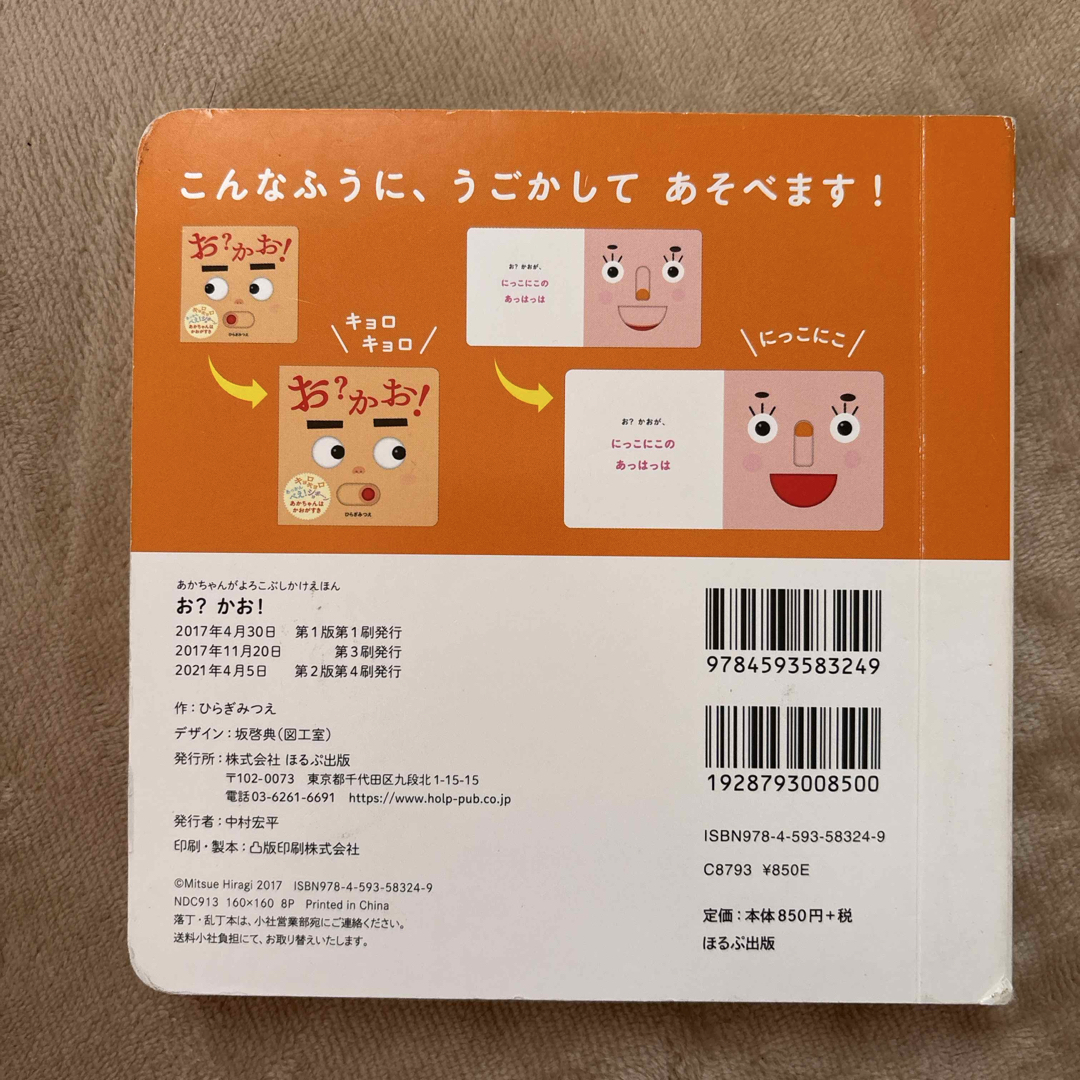 こんなふうに、うごかして あそべます！
お？かお！
キョロキョロ
あかちゃんは
かおがすき
ひらぎみつえ
キョロ
キョロ
お？かお！
キョロキョロ
あかちゃんは
かおがすき
ひらぎみつえ
お？ かおが、
にっこにこの
あっはっは
にっこにこ
お？ かおが、
にっこにこの
あっはっは
あかちゃんがよろこぶしかけえほん
お？ かお！
2017年4月30日 第1版第1刷発行
2017年11月20日 第3刷発行
2021年4月5日 第2版第4刷発行
作：ひらぎみつえ
デザイン：坂啓典（図工室）
発行所：株式会社 ほるぷ出版
〒102-0073 東京都千代田区九段北1-15-15
電話03-6261-6691 https://www.holp-pub.co.jp
発行者：中村宏平
印刷・製本：凸版印刷株式会社
©Mitsue Hiragi 2017 ISBN978-4-593-58324-9
NDC913 160×160 8P Printed in China
落丁・乱丁本は、小社営業部宛にご連絡ください。
送料小社負担にて、お取り替えいたします。
9784593583249
1928793008500
ISBN978-4-593-58324-9
C8793 ¥850E
定価：本体850円＋税
ほるぷ出版